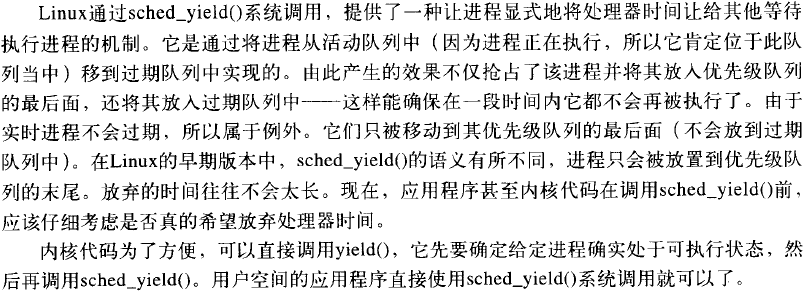 Linux通过sched_yield()系统调用，提供了一种让进程显式地将处理器时间让给其他等待
执行进程的机制。它是通过将进程从活动队列中（因为进程正在执行，所以它肯定位于此队
列当中）移到过期队列中实现的。由此产生的效果不仅抢占了该进程并将其放入优先级队列
的最后面，还将其放入过期队列中——这样能确保在一段时间内它都不会再被执行了。由于
实时进程不会过期，所以属于例外。它们只被移动到其优先级队列的最后面（不会放到过期
队列中）。在Linux的早期版本中，sched_yield()的语义有所不同，进程只会被放置到优先级队
列的末尾。放弃的时间往往不会太长。现在，应用程序甚至内核代码在调用sched_yield()前，
应该仔细考虑是否真的希望放弃处理器时间。
内核代码为了方便，可以直接调用yield()，它先要确定给定进程确实处于可执行状态，然
后再调用sched_yield()。用户空间的应用程序直接使用sched_yield()系统调用就可以了。